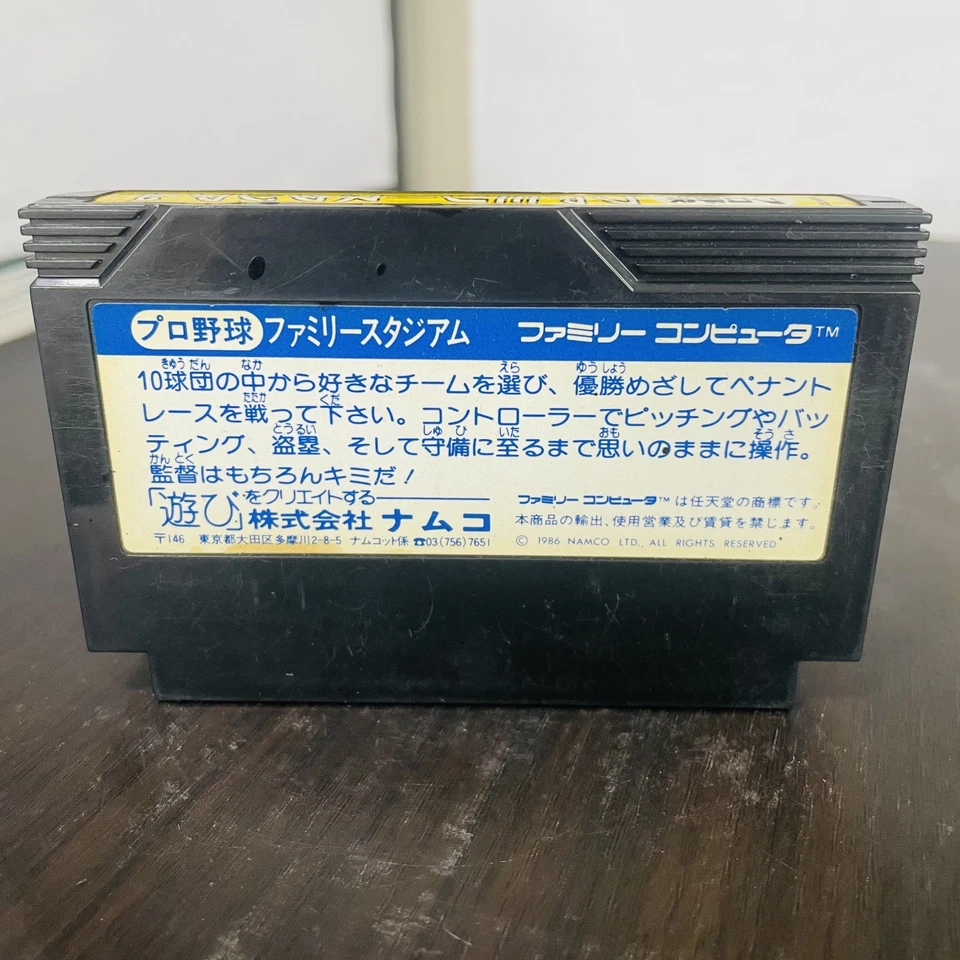 プロ野球 ファミリースタジアム ファミリー コンピュータ™
10球団の中から好きなチームを選び、優勝めざしてペナント
レースを戦って下さい。コントローラーでピッチングやバッ
ティング、盗塁、そして守備に至るまで思いのままに操作。
監督はもちろんキミだ!
「遊び」をクリエイトする
株式会社 ナムコ
〒146 東京都大田区多摩川2-8-5 ナムコット係 ☎03(756)7651
ファミリー コンピュータ™は任天堂の商標です。
本商品の輸出、使用営業及び賃貸を禁じます。
© 1986 NAMCO LTD., ALL RIGHTS RESERVED